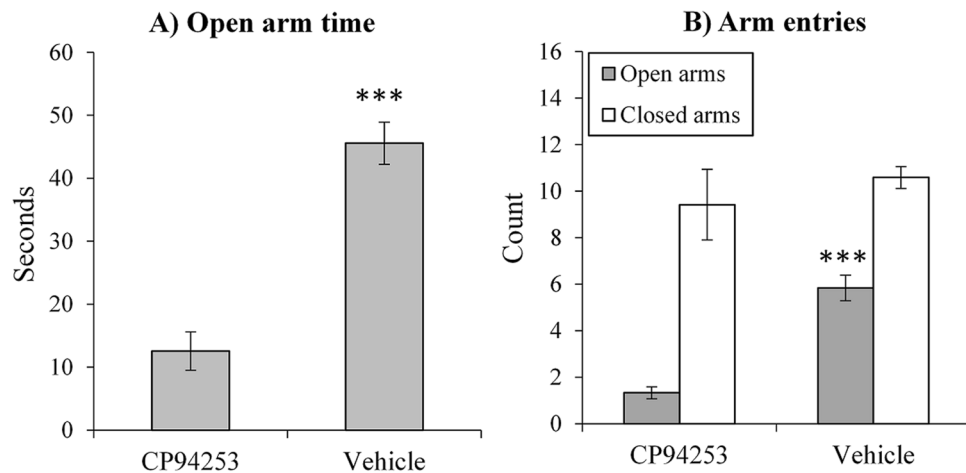 A) Open arm time
60
50
40
30
20
10
0
Seconds
***
CP94253
Vehicle
B) Arm entries
16
14
12
10
8
6
4
2
0
Count
Open arms
Closed arms
***
CP94253
Vehicle